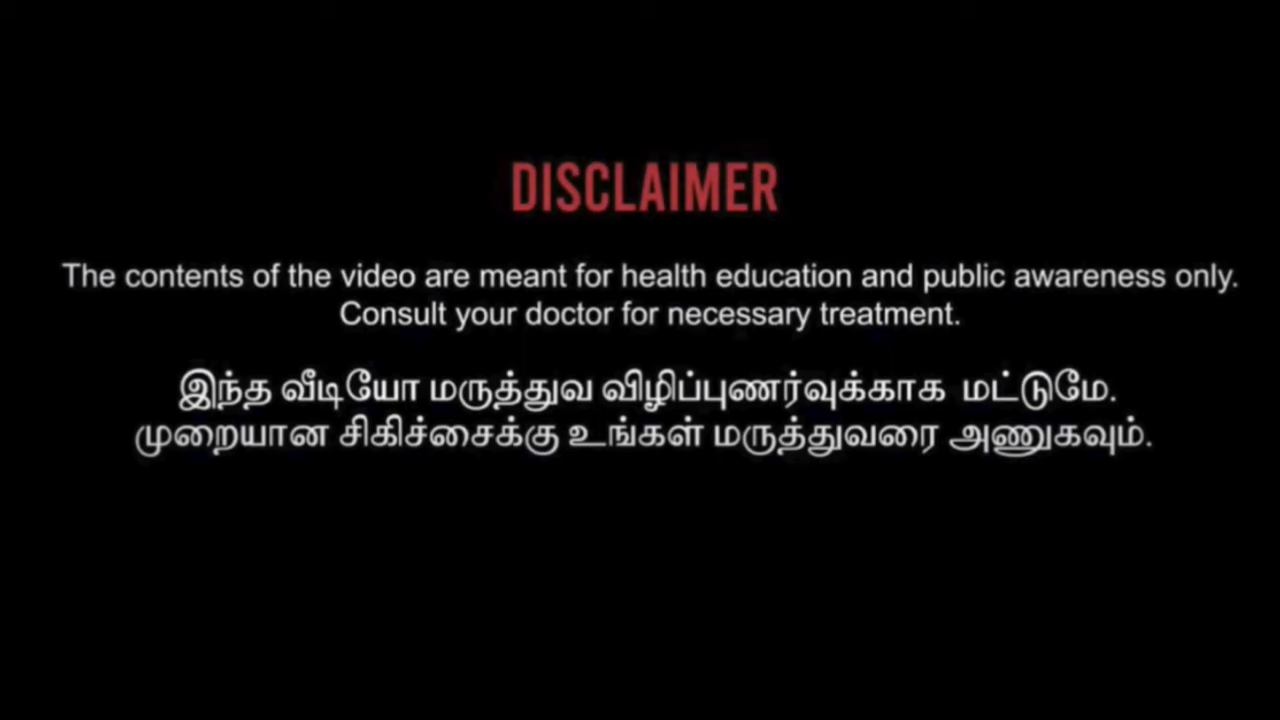 DISCLAIMER
The contents of the video are meant for health education and public awareness only.
Consult your doctor for necessary treatment.
இந்த வீடியோ மருத்துவ விழிப்புணர்வுக்காக மட்டுமே.
முறையான சிகிச்சைக்கு உங்கள் மருத்துவரை அணுகவும்.